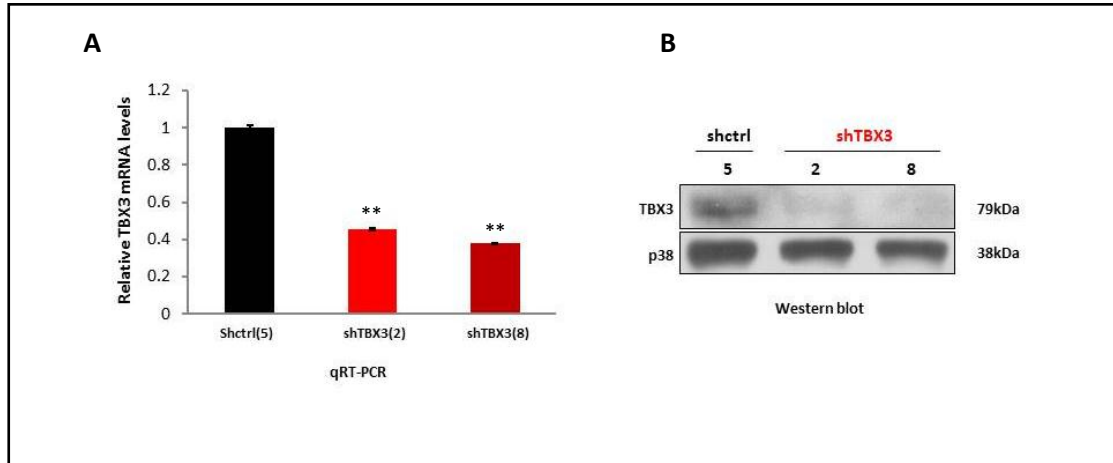 A
1.2
1
0.8
0.6
0.4
0.2
0
Relative TBX3 mRNA levels
**
**
Shctrl(5) shTBX3(2) shTBX3(8)
qRT-PCR
B
shctrl shTBX3
5 2 8
TBX3 79kDa
p38 38kDa
Western blot